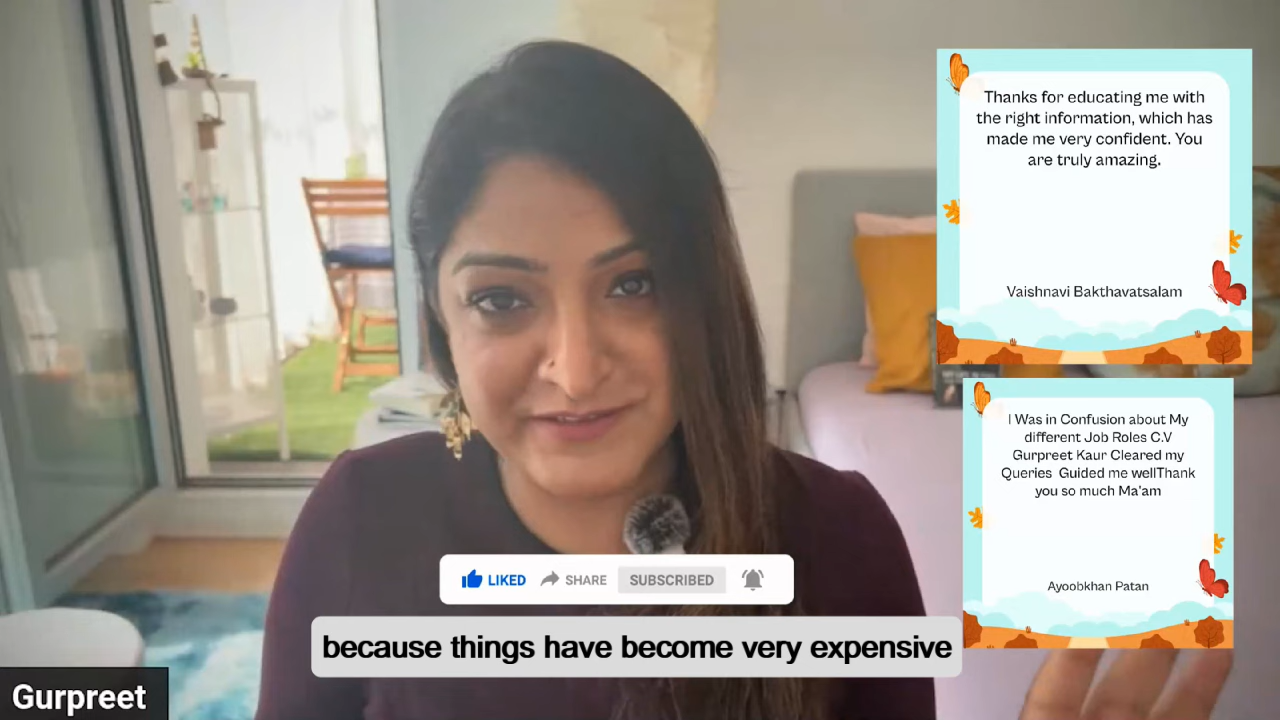 Thanks for educating me with
the right information, which has
made me very confident. You
are truly amazing.
Vaishnavi Bakthavatsalam
I Was in Confusion about My
different Job Roles C.V
Gurpreet Kaur Cleared my
Queries Guided me wellThank
you so much Ma'am
Ayoobkhan Patan
LIKED SHARE SUBSCRIBED
because things have become very expensive
Gurpreet